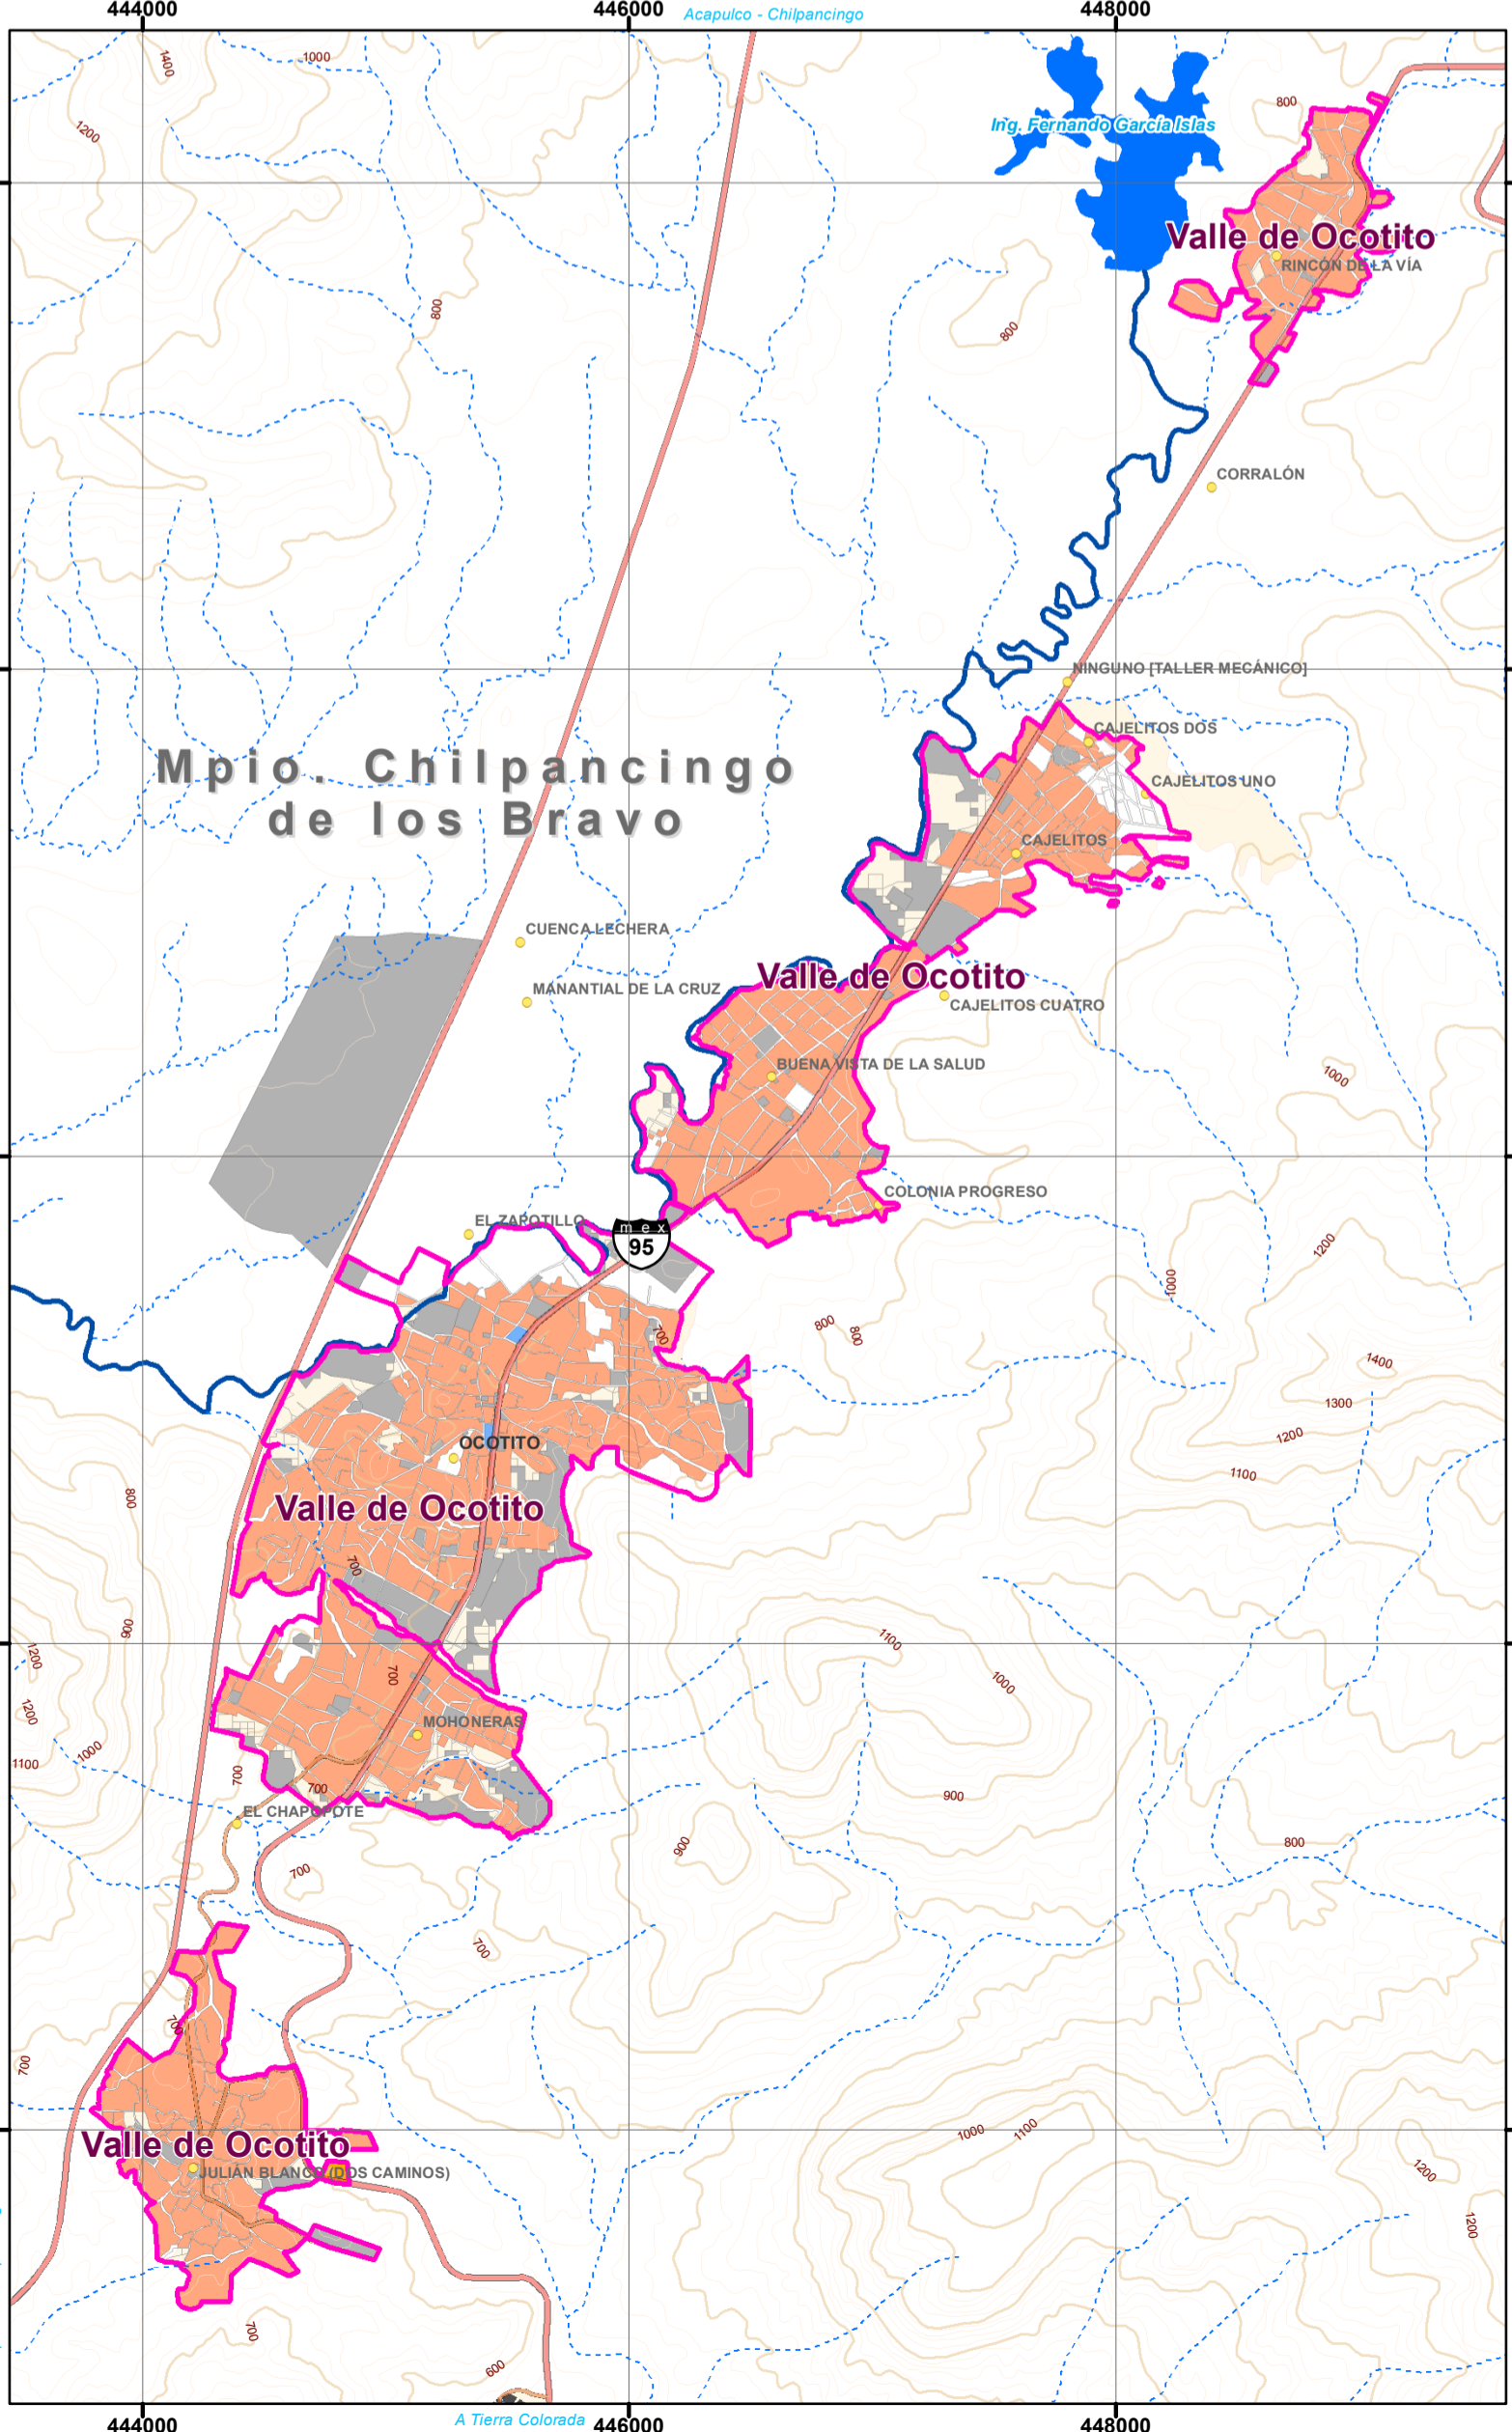 444000
446000
Acapulco - Chilpancingo
448000
1400
1000
1200
800
Ing. Fernando García Islas
Valle de Ocotito
RINCÓN DE LA VÍA
800
800
CORRALÓN
NINGUNO [TALLER MECÁNICO]
CAJELITOS DOS
Mpio. Chilpancingo
de los Bravo
CAJELITOS UNO
CAJELITOS
CUENCA LECHERA
Valle de Ocotito
MANANTIAL DE LA CRUZ
CAJELITOS CUATRO
BUENA VISTA DE LA SALUD
1000
COLONIA PROGRESO
EL ZAPOTILLO
mex
95
1200
1000
800
800
700
1400
1300
1200
1100
OCOTITO
800
Valle de Ocotito
700
900
1200
1100
700
1000
1200
MOHONERAS
1000
1100
700
700
900
EL CHAPOPOTE
900
800
700
700
700
700
1000
1100
Valle de Ocotito
1200
JULIÁN BLANCO (DOS CAMINOS)
1200
700
600
444000
A Tierra Colorada
446000
448000